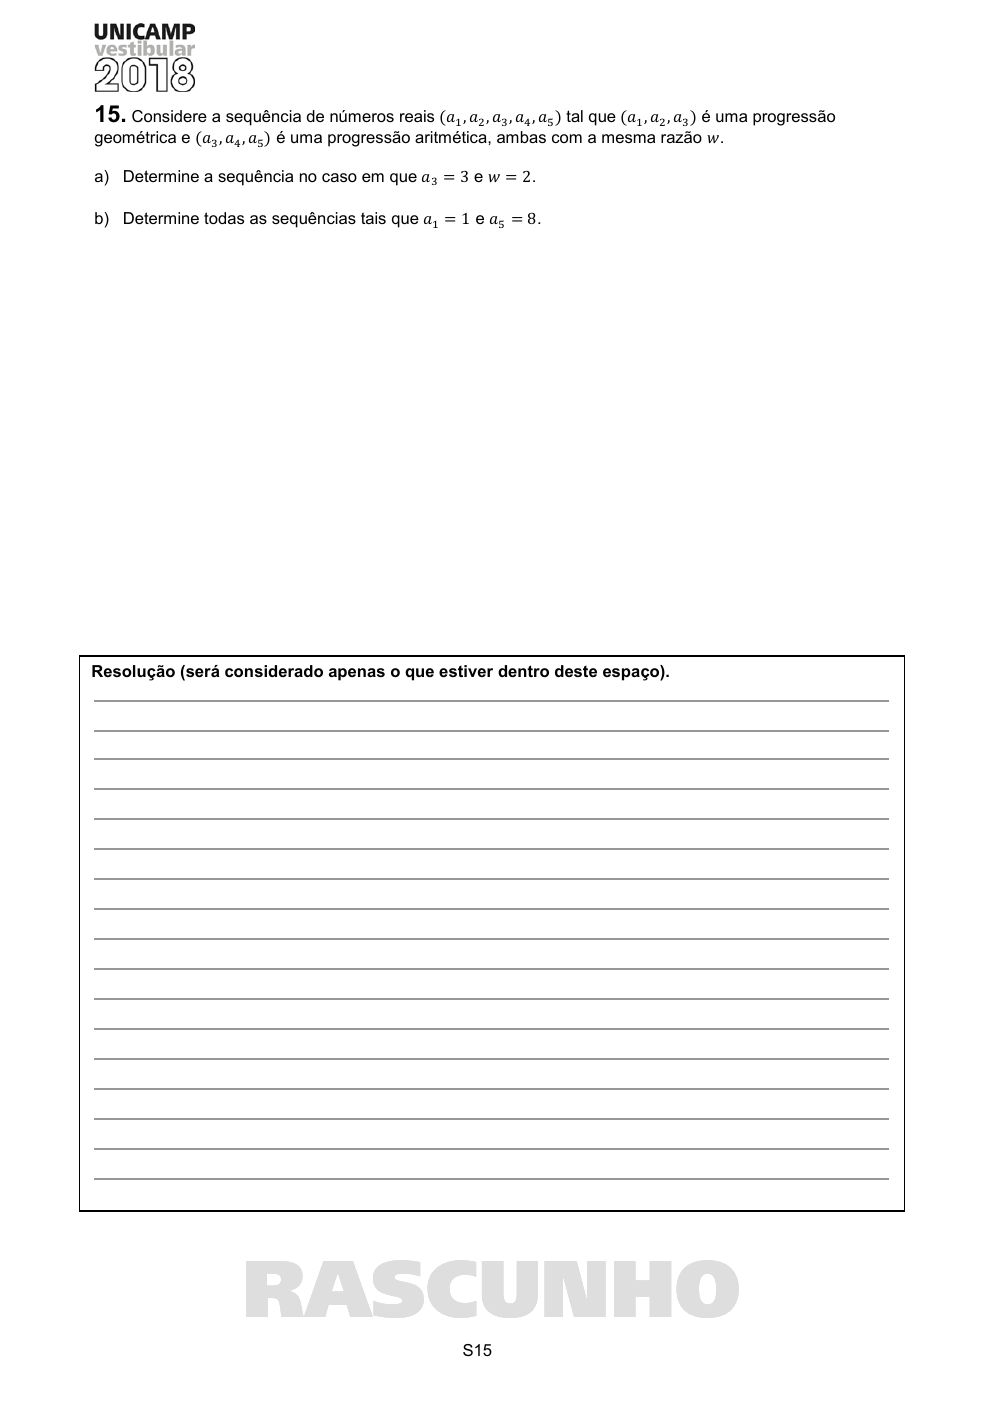 UNICAMP
vestibular
2018
15. Considere a sequência de números reais (a₁, a₂, a₃, a₄, a₅) tal que (a₁, a₂, a₃) é uma progressão
geométrica e (a₃, a₄, a₅) é uma progressão aritmética, ambas com a mesma razão w.
a) Determine a sequência no caso em que a₃ = 3 e w = 2.
b) Determine todas as sequências tais que a₁ = 1 e a₅ = 8.
Resolução (será considerado apenas o que estiver dentro deste espaço).
RASCUNHO
S15